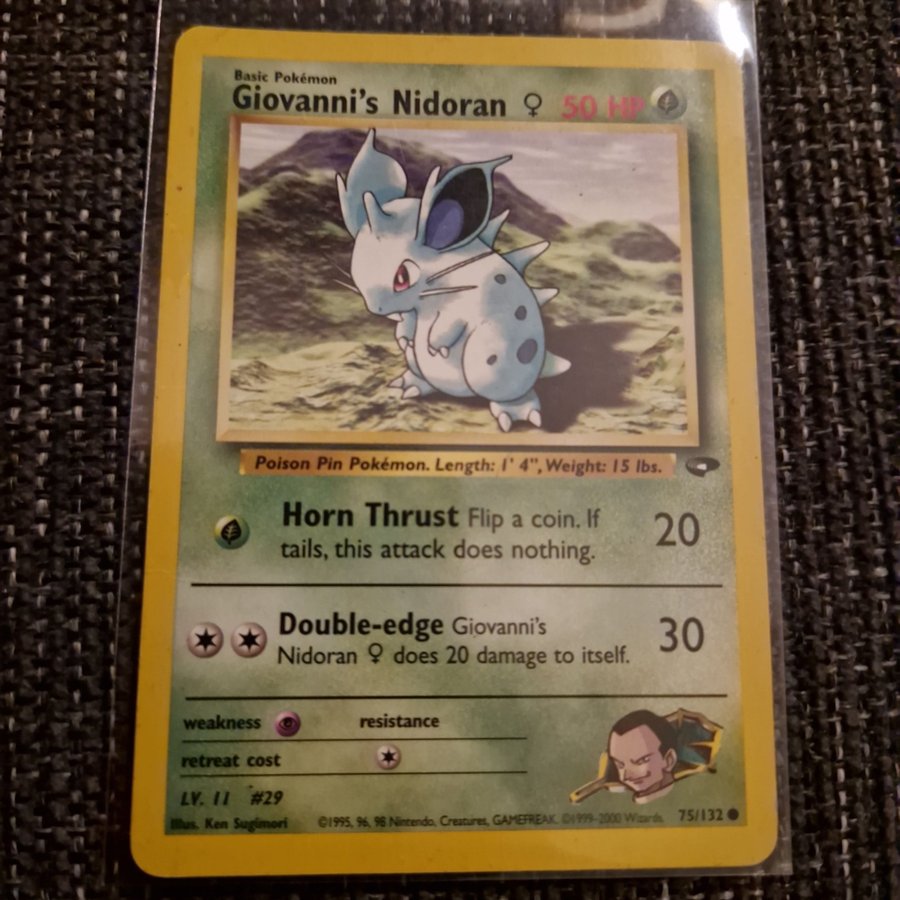 Basic Pokémon
Giovanni's Nidoran ♀ 50 HP
Poison Pin Pokémon. Length: 1' 4", Weight: 15 lbs.
Horn Thrust Flip a coin. If
tails, this attack does nothing.
20
Double-edge Giovanni's
Nidoran ♀ does 20 damage to itself.
30
weakness resistance
retreat cost
LV. 11 #29
Illus. Ken Sugimori ©1995, 96, 98 Nintendo, Creatures, GAMEFREAK. ©1999-2000 Wizards. 75/132